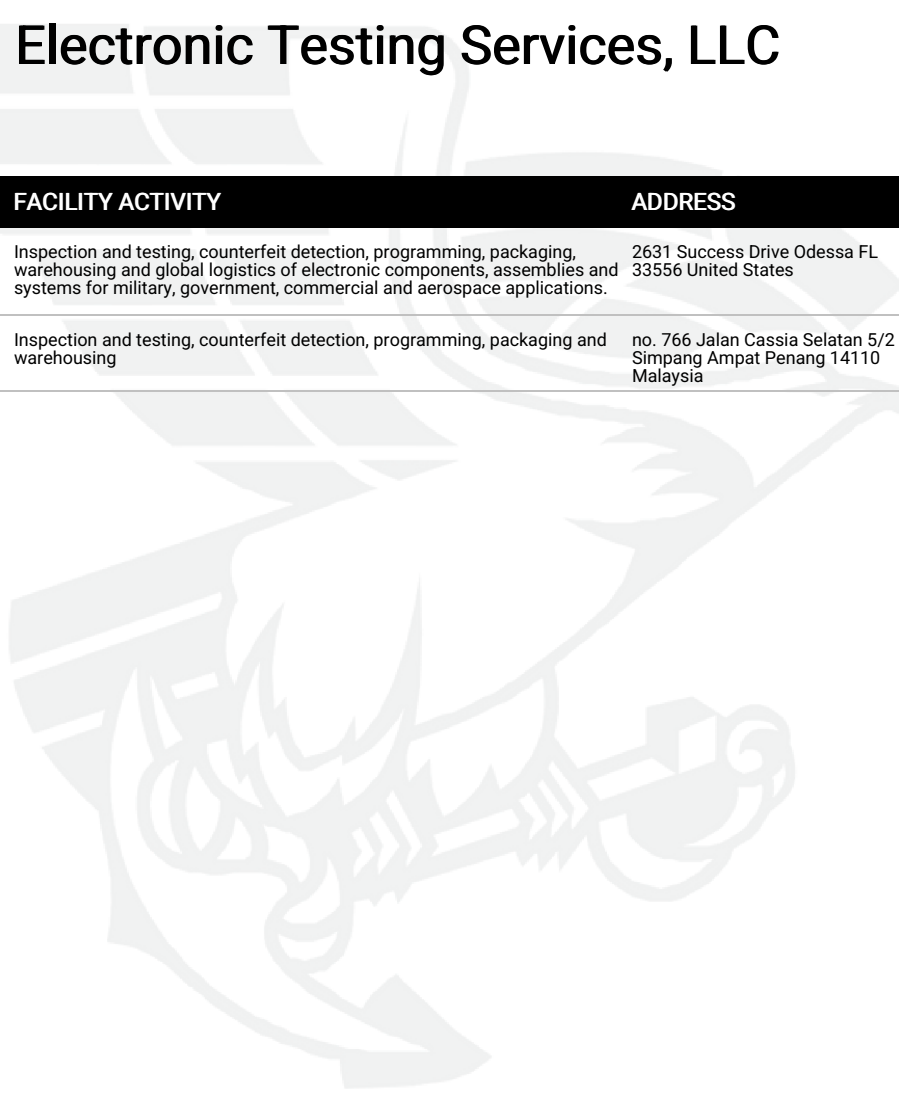 Electronic Testing Services, LLC
FACILITY ACTIVITY ADDRESS
Inspection and testing, counterfeit detection, programming, packaging,
warehousing and global logistics of electronic components, assemblies and
systems for military, government, commercial and aerospace applications.
2631 Success Drive Odessa FL
33556 United States
Inspection and testing, counterfeit detection, programming, packaging and
warehousing
no. 766 Jalan Cassia Selatan 5/2
Simpang Ampat Penang 14110
Malaysia